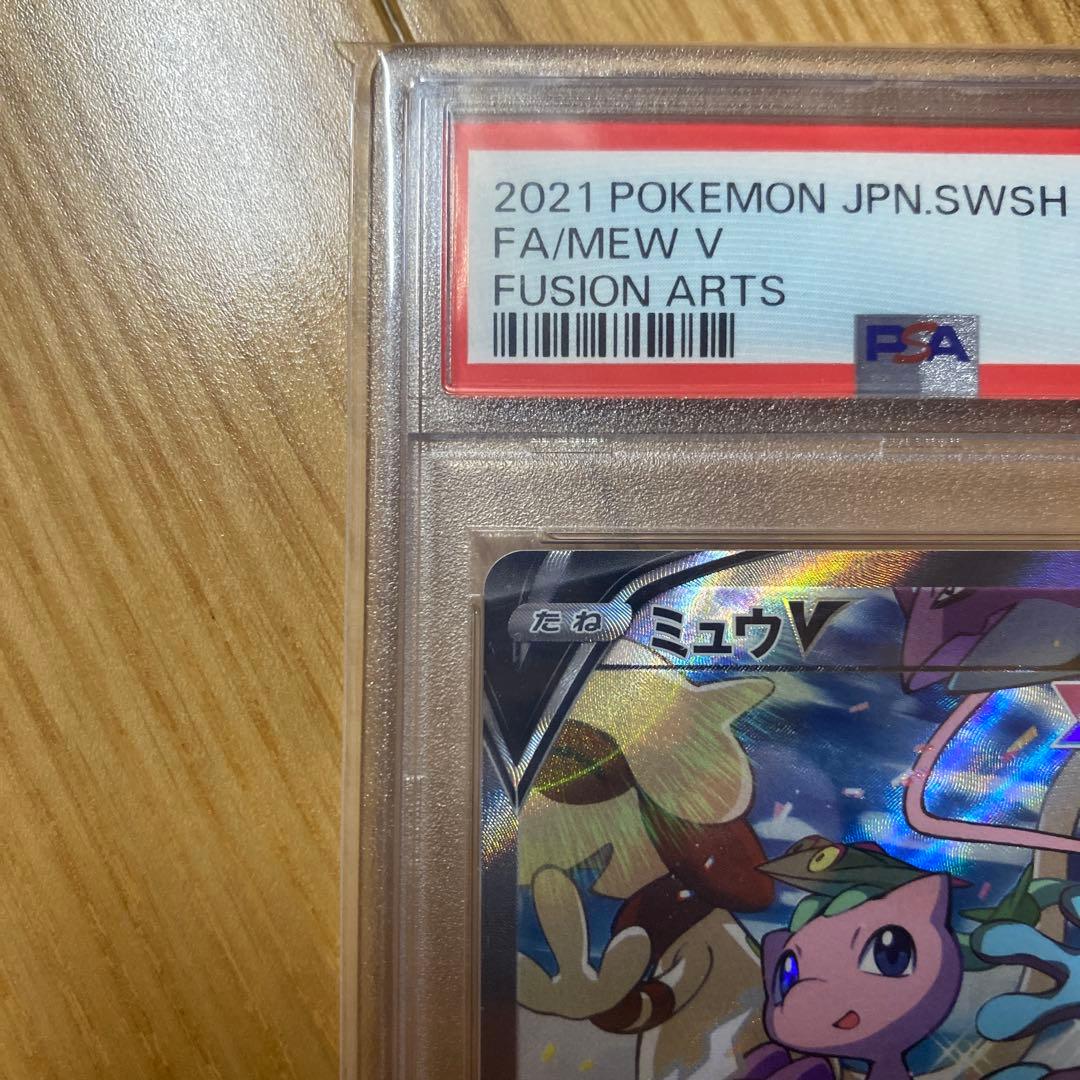 2021 POKEMON JPN.SWSH
FA/MEW V
FUSION ARTS
PSA
たね ミュウV